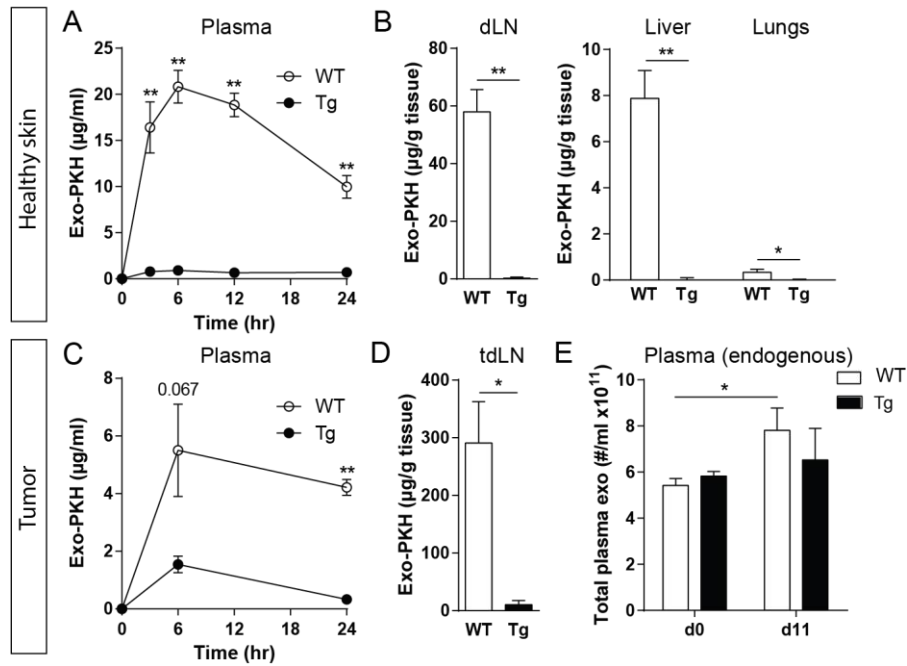 Healthy skin
A
Plasma
Exo-PKH (µg/ml)
25
20
15
10
5
0
** ** ** **
WT
Tg
0 6 12 18 24
Time (hr)
B
dLN
Exo-PKH (µg/g tissue)
80
60
40
20
0
**
WT Tg
Liver Lungs
Exo-PKH (µg/g tissue)
10
8
6
4
2
0
**
*
WT Tg WT Tg
Tumor
C
Plasma
Exo-PKH (µg/ml)
8
6
4
2
0
0.067
**
WT
Tg
0 6 12 18 24
Time (hr)
D
tdLN
Exo-PKH (µg/g tissue)
400
300
200
100
0
*
WT Tg
E
Plasma (endogenous)
Total plasma exo (#/ml x10¹¹)
10
8
6
4
2
0
*
WT
Tg
d0 d11